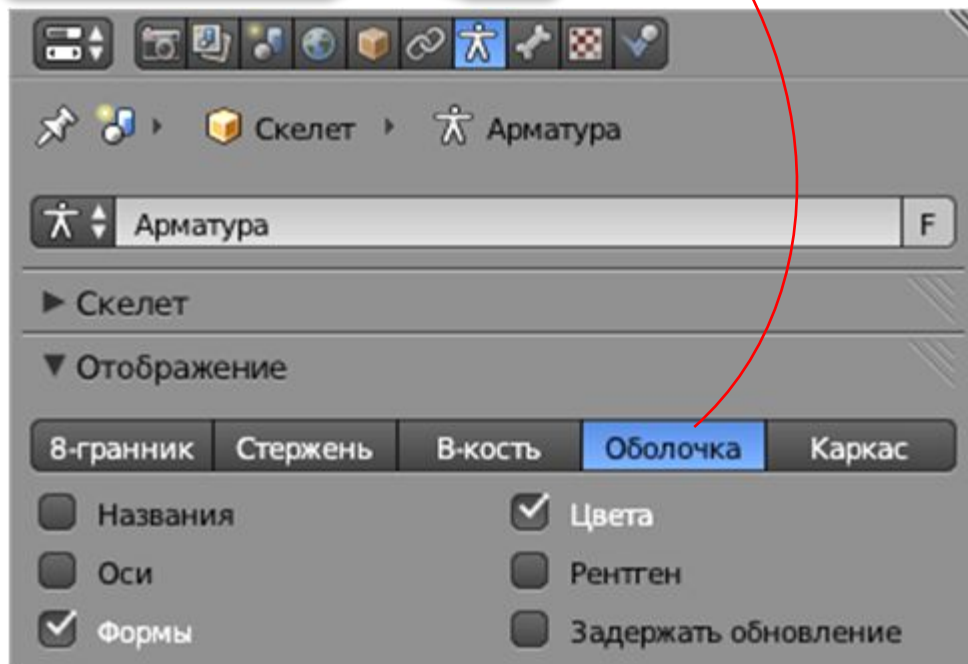 Скелет Арматура
Арматура F
Скелет
Отображение
8-гранник Стержень В-кость Оболочка Каркас
Названия Цвета
Оси Рентген
Формы Задержать обновление